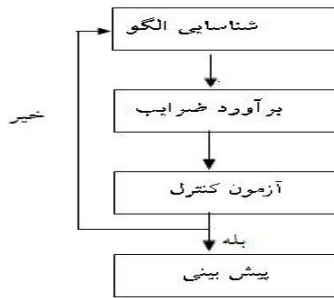 شناسایی الگو
برآورد ضرایب
خیر
آزمون کنترل
بله
پیش بینی